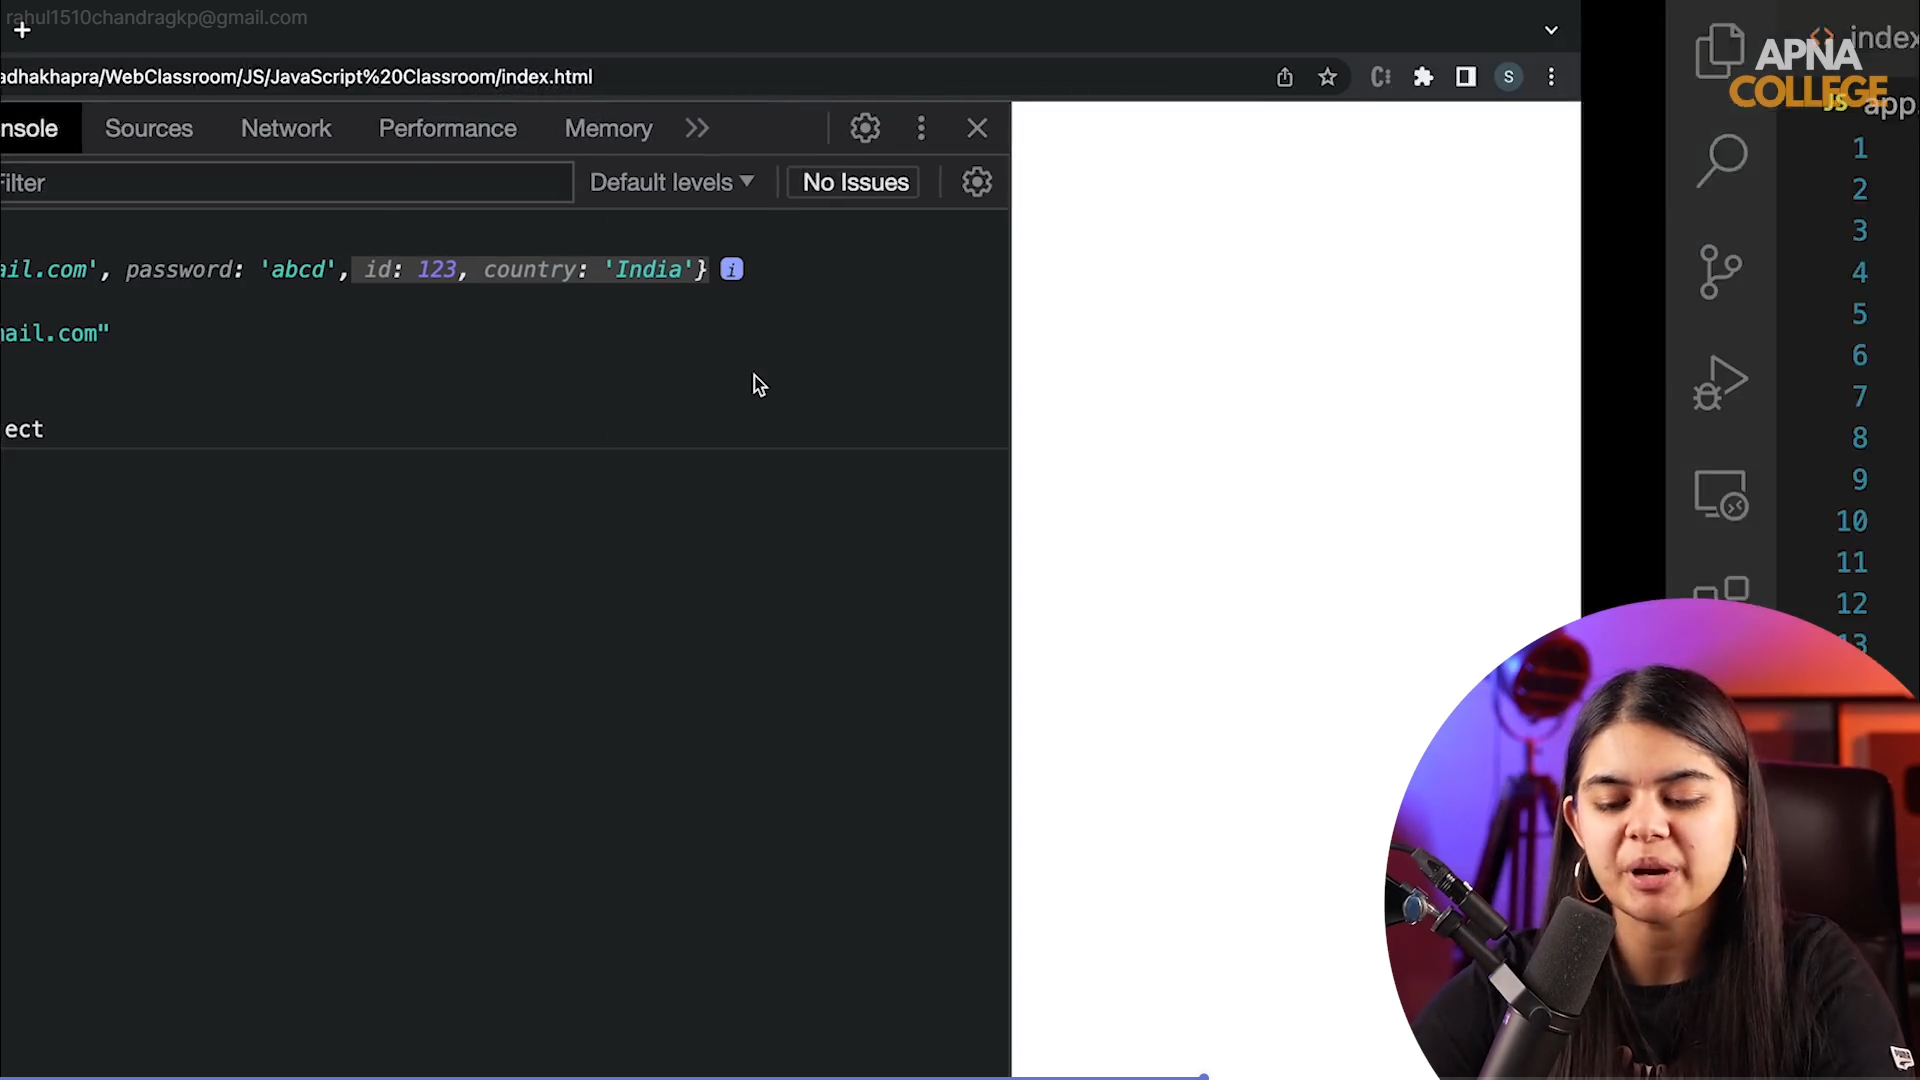 rahul1510chandragkp@gmail.com
adhakhapra/WebClassroom/JS/JavaScript%20Classroom/index.html
S
nsole Sources Network Performance Memory
Filter Default levels No Issues
ail.com', password: 'abcd', id: 123, country: 'India'} i
mail.com"
ect
index
APNA
COLLEGE
JS app.
1
2
3
4
5
6
7
8
9
10
11
12
13